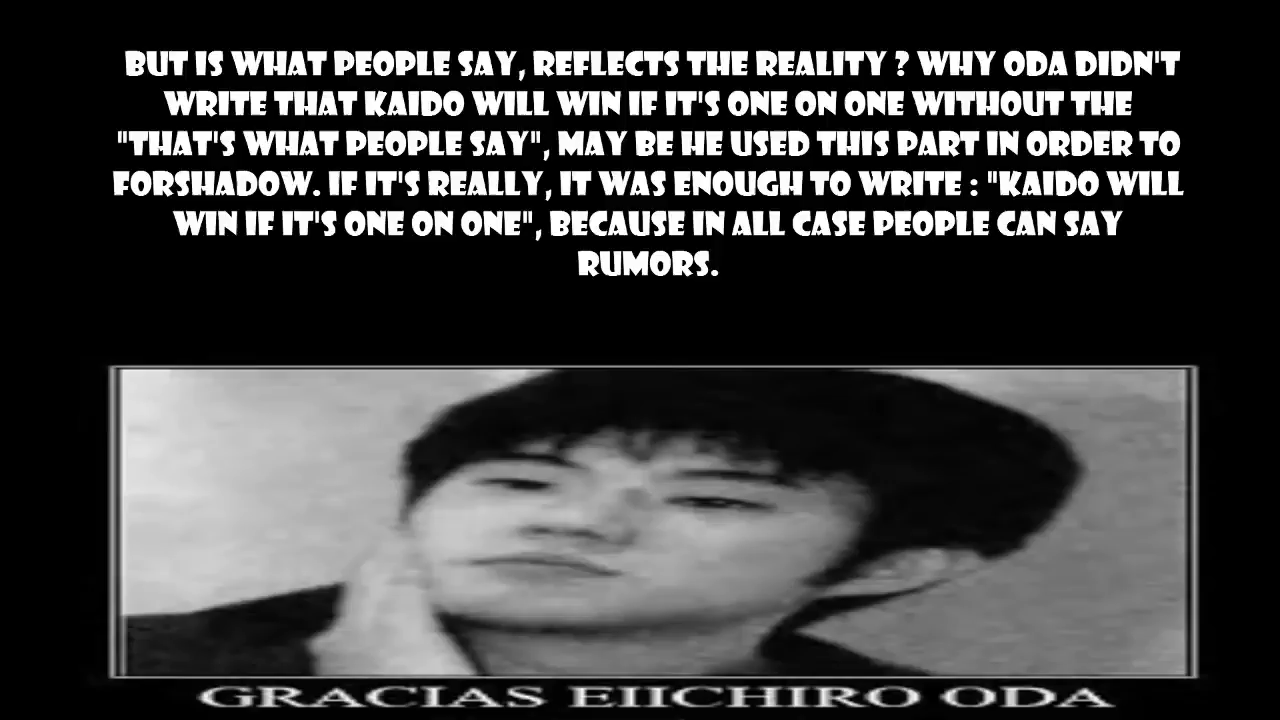 BUT IS WHAT PEOPLE SAY, REFLECTS THE REALITY ? WHY ODA DIDN'T
WRITE THAT KAIDO WILL WIN IF IT'S ONE ON ONE WITHOUT THE
"THAT'S WHAT PEOPLE SAY", MAY BE HE USED THIS PART IN ORDER TO
FORSHADOW. IF IT'S REALLY, IT WAS ENOUGH TO WRITE : "KAIDO WILL
WIN IF IT'S ONE ON ONE", BECAUSE IN ALL CASE PEOPLE CAN SAY
RUMORS.
GRACIAS EIICHIRO ODA